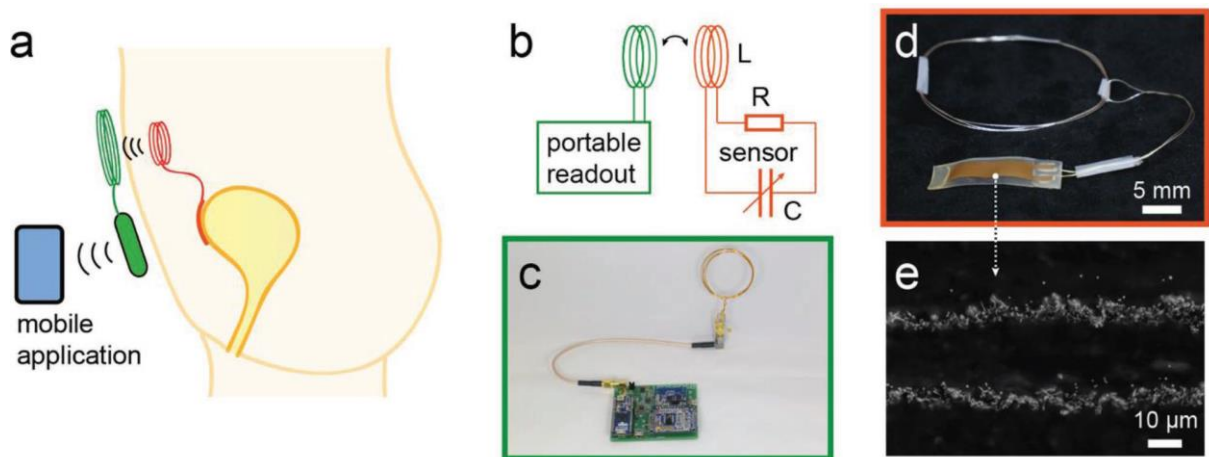 a
mobile
application
b
L
R
portable
readout
sensor
C
c
d
5 mm
e
10 µm